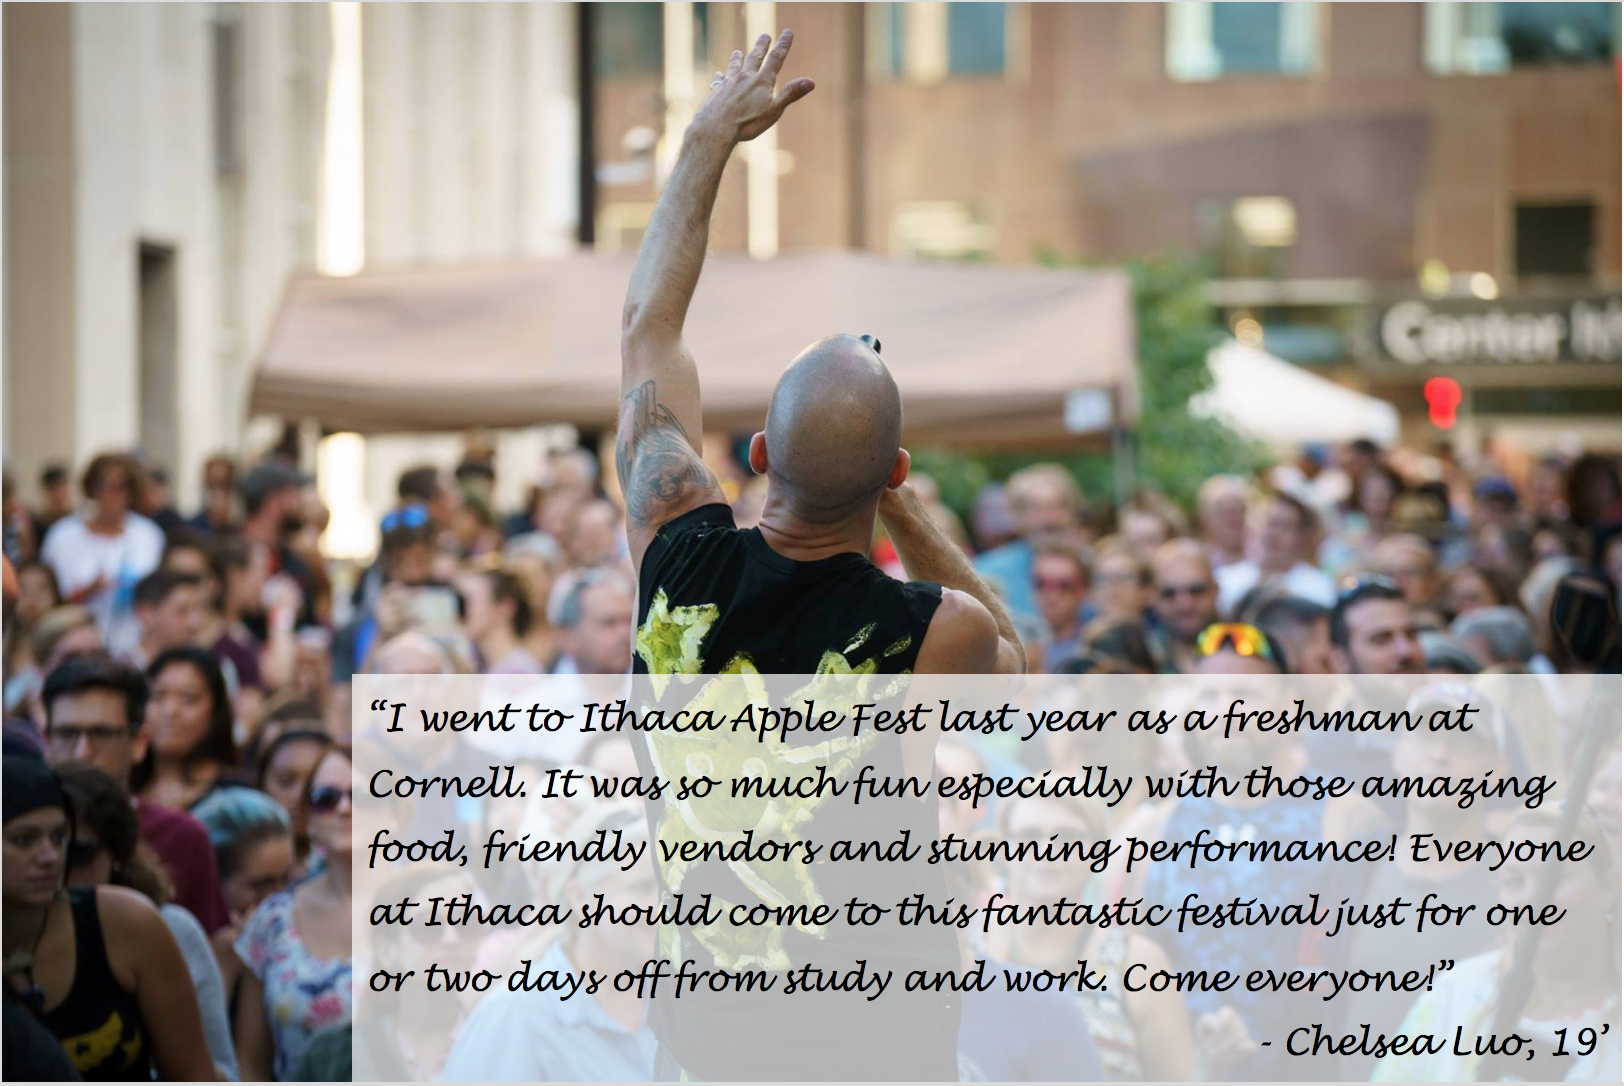 Center
“I went to Ithaca Apple Fest last year as a freshman at
Cornell. It was so much fun especially with those amazing
food, friendly vendors and stunning performance! Everyone
at Ithaca should come to this fantastic festival just for one
or two days off from study and work. Come everyone!”
- Chelsea Luo, 19’